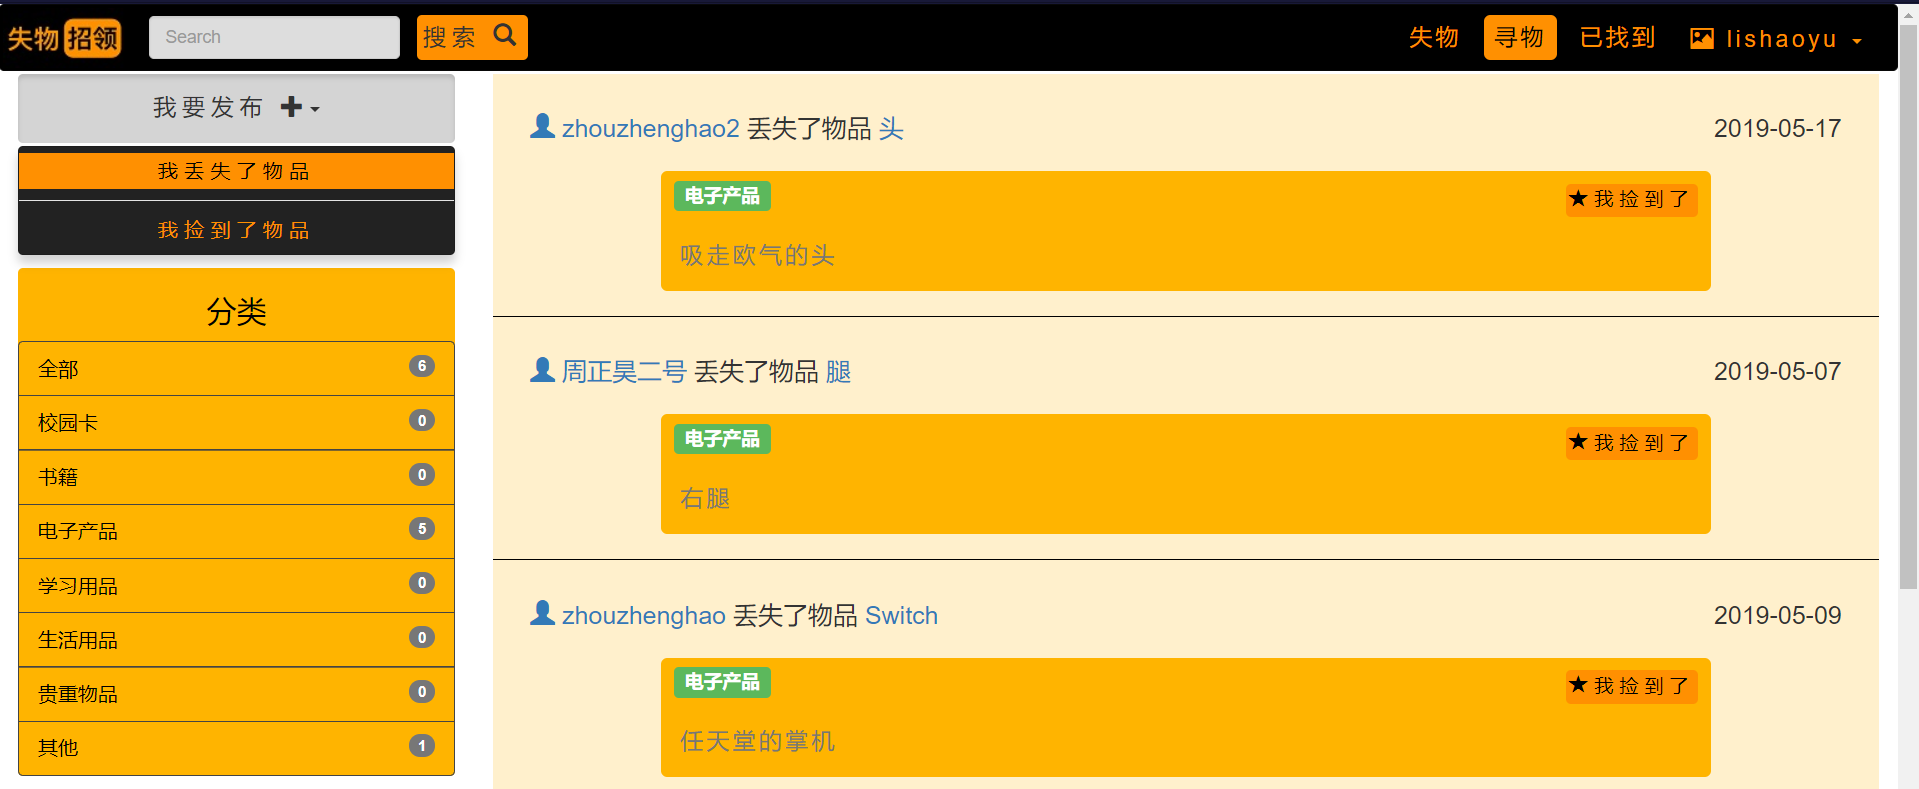 失物 招领 Search 搜索 失物 寻物 已找到 lishaoyu
我要发布
我丢失了物品
我捡到了物品
分类
全部 6
校园卡 0
书籍 0
电子产品 5
学习用品 0
生活用品 0
贵重物品 0
其他 1
zhouzhenghao2 丢失了物品 头 2019-05-17
电子产品 我捡到了
吸走欧气的头
周正昊二号 丢失了物品 腿 2019-05-07
电子产品 我捡到了
右腿
zhouzhenghao 丢失了物品 Switch 2019-05-09
电子产品 我捡到了
任天堂的掌机